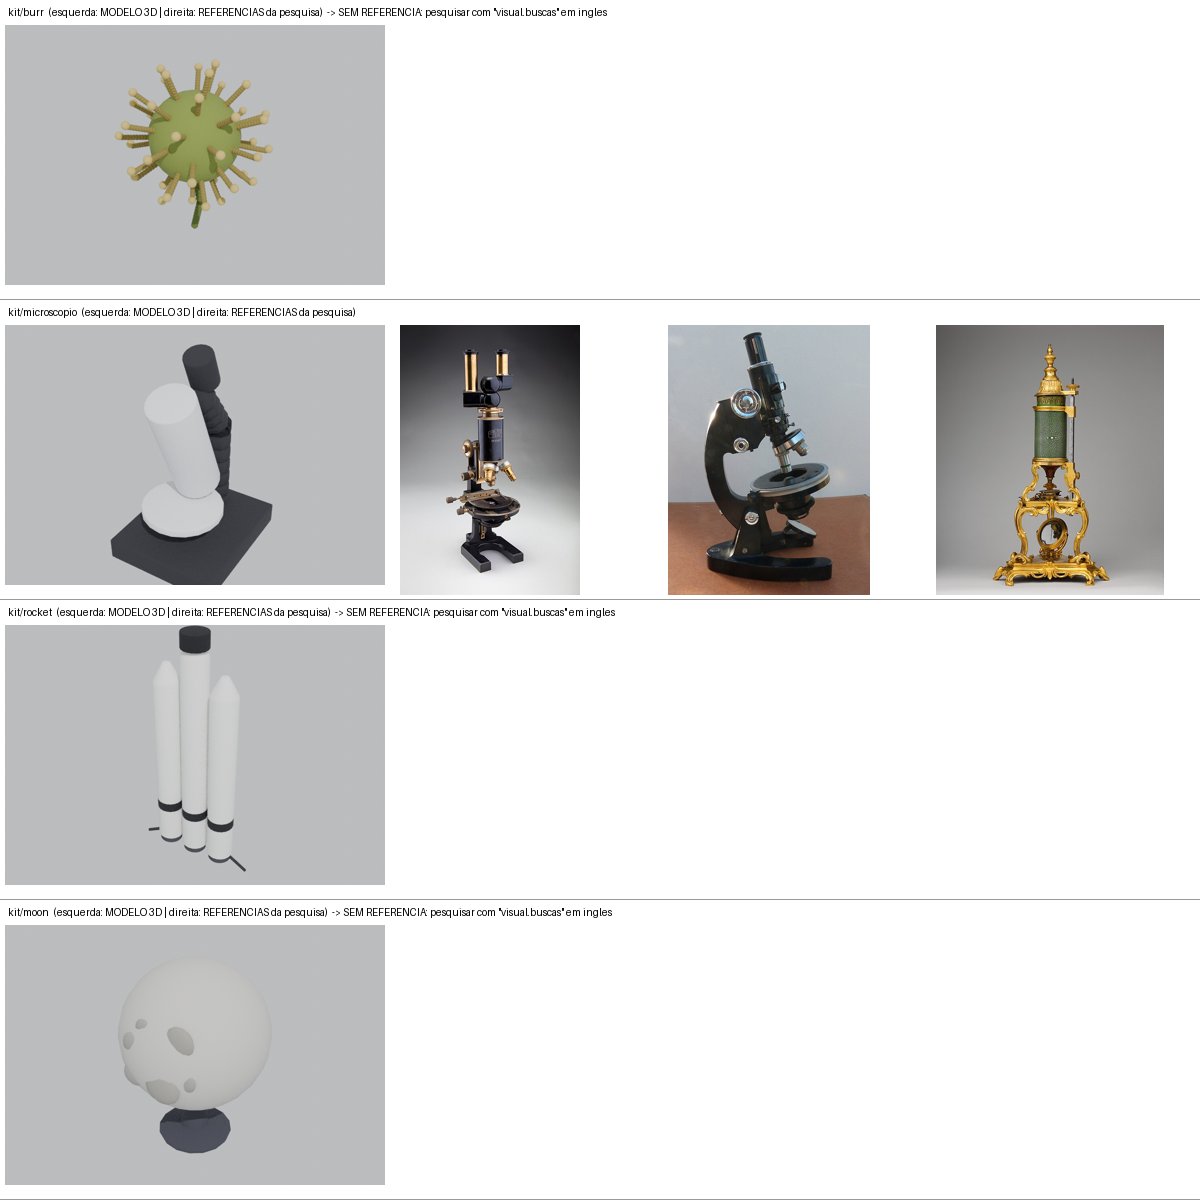 kit/burr (esquerda: MODELO 3D | direita: REFERENCIAS da pesquisa) -> SEM REFERENCIA: pesquisar com "visual.buscas" em ingles
kit/microscopio (esquerda: MODELO 3D | direita: REFERENCIAS da pesquisa)
kit/rocket (esquerda: MODELO 3D | direita: REFERENCIAS da pesquisa) -> SEM REFERENCIA: pesquisar com "visual.buscas" em ingles
kit/moon (esquerda: MODELO 3D | direita: REFERENCIAS da pesquisa) -> SEM REFERENCIA: pesquisar com "visual.buscas" em ingles